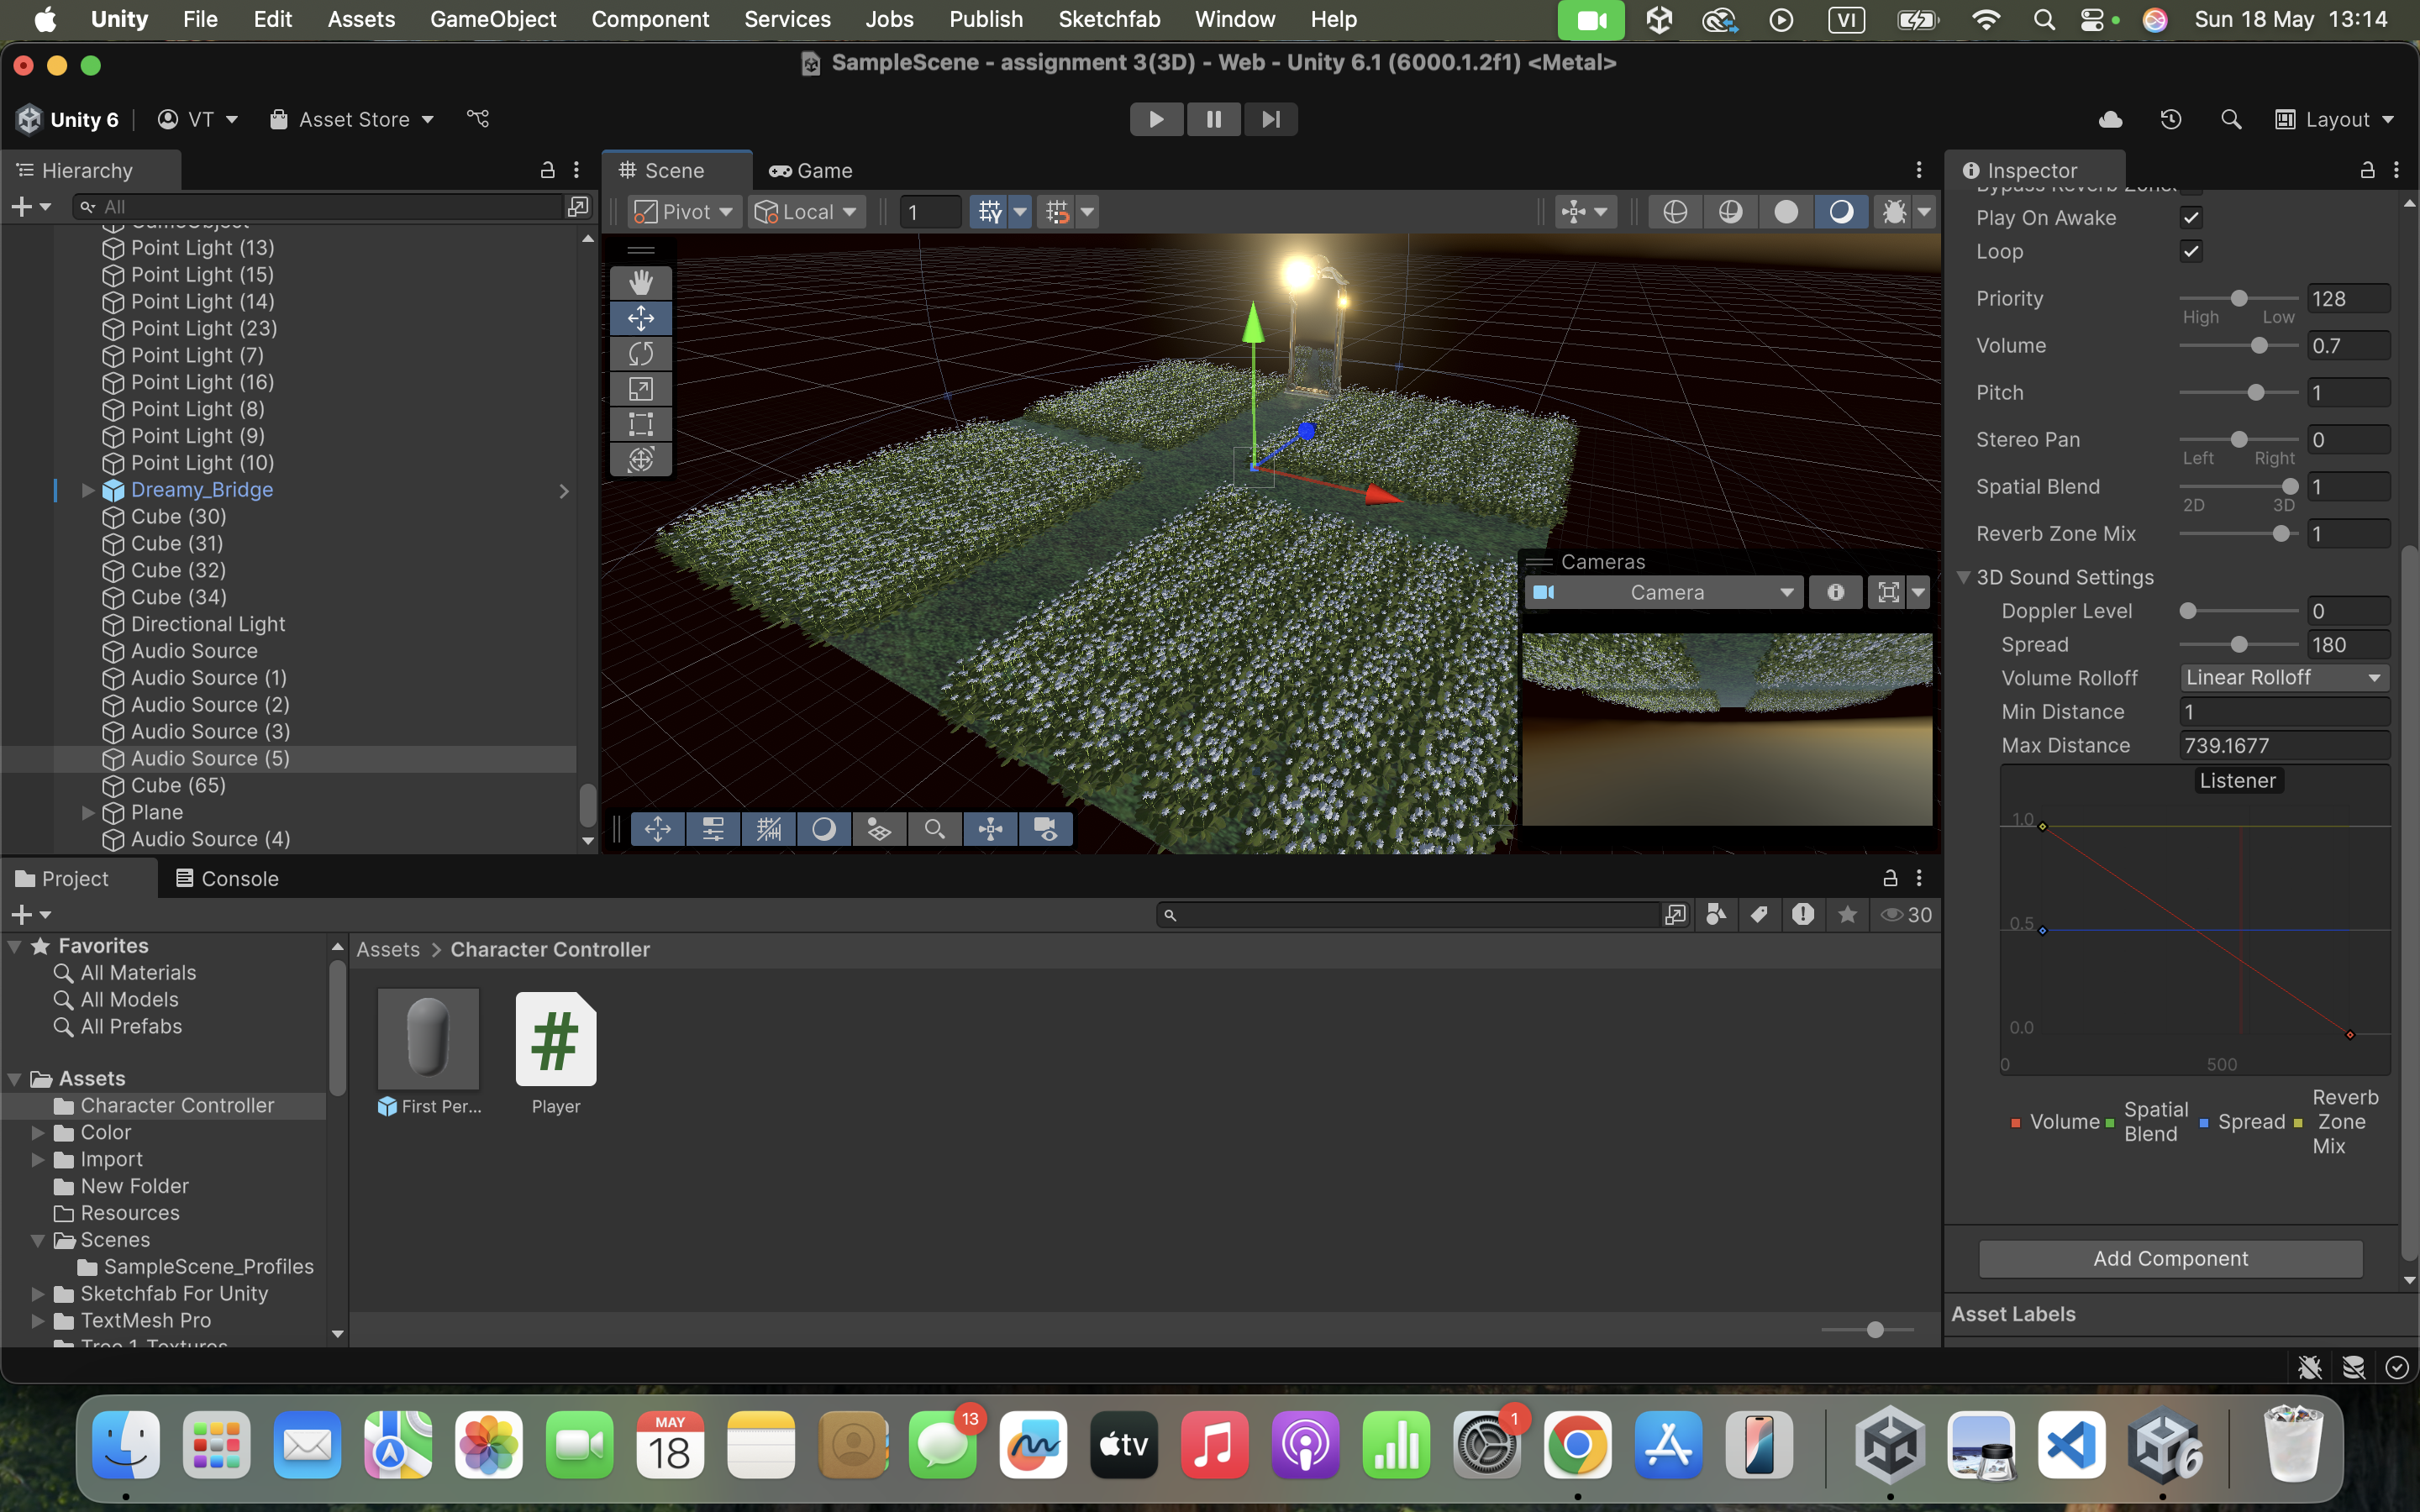 Unity File Edit Assets GameObject Component Services Jobs Publish Sketchfab Window Help VI Sun 18 May 13:14
SampleScene - assignment 3(3D) - Web - Unity 6.1 (6000.1.2f1) <Metal>
Unity 6 VT Asset Store Layout
Hierarchy
All
GameObject
Point Light (13)
Point Light (15)
Point Light (14)
Point Light (23)
Point Light (7)
Point Light (16)
Point Light (8)
Point Light (9)
Point Light (10)
Dreamy_Bridge
Cube (30)
Cube (31)
Cube (32)
Cube (34)
Directional Light
Audio Source
Audio Source (1)
Audio Source (2)
Audio Source (3)
Audio Source (5)
Cube (65)
Plane
Audio Source (4)
Scene Game
Pivot Local 1
Cameras
Camera
Inspector
Bypass Reverb Zones
Play On Awake
Loop
Priority 128
High Low
Volume 0.7
Pitch 1
Stereo Pan 0
Left Right
Spatial Blend 1
2D 3D
Reverb Zone Mix 1
3D Sound Settings
Doppler Level 0
Spread 180
Volume Rolloff Linear Rolloff
Min Distance 1
Max Distance 739.1677
Listener
1.0
0.5
0.0
0 500
Volume Spatial Blend Spread Reverb Zone Mix
Add Component
Asset Labels
Project Console
30
Favorites
All Materials
All Models
All Prefabs
Assets
Character Controller
Color
Import
New Folder
Resources
Scenes
SampleScene_Profiles
Sketchfab For Unity
TextMesh Pro
Tree 1 Textures
Assets > Character Controller
#
First Per... Player
MAY
18
13
tv
1
6